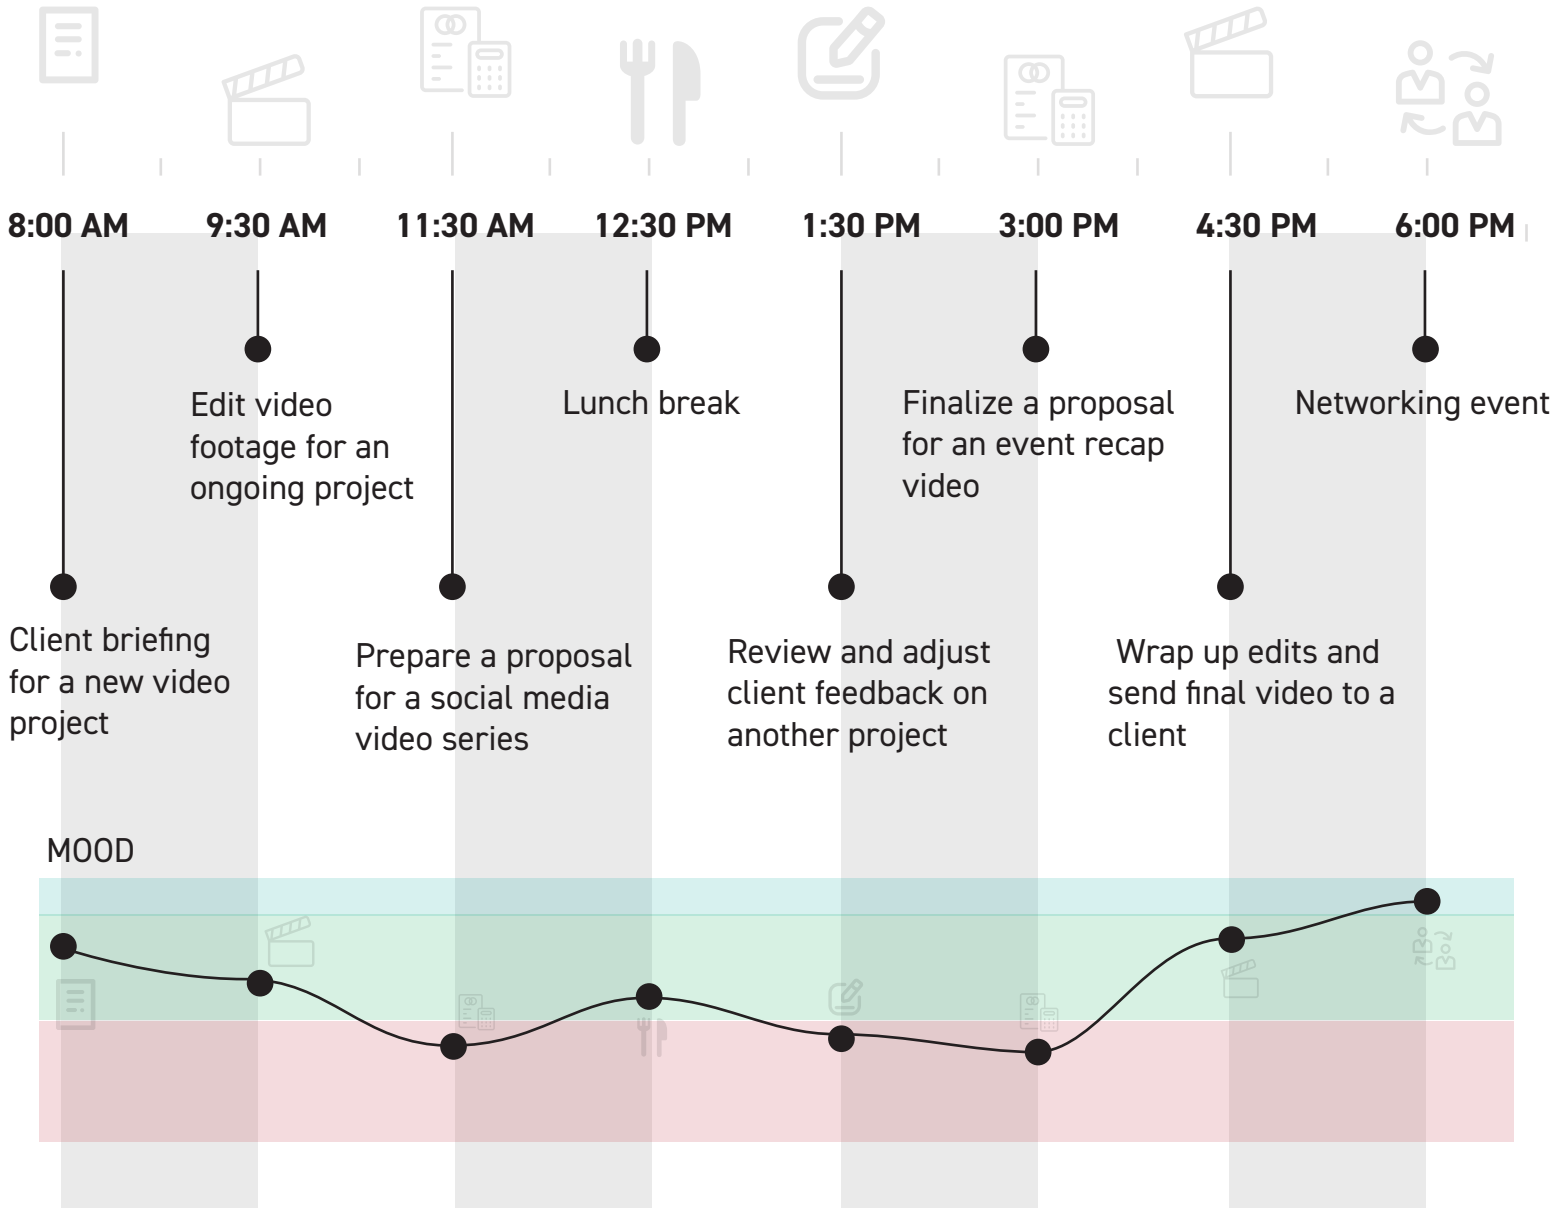 8:00 AM
9:30 AM
11:30 AM
12:30 PM
1:30 PM
3:00 PM
4:30 PM
6:00 PM
Edit video
footage for an
ongoing project
Lunch break
Finalize a proposal
for an event recap
video
Networking event
Client briefing
for a new video
project
Prepare a proposal
for a social media
video series
Review and adjust
client feedback on
another project
Wrap up edits and
send final video to a
client
MOOD